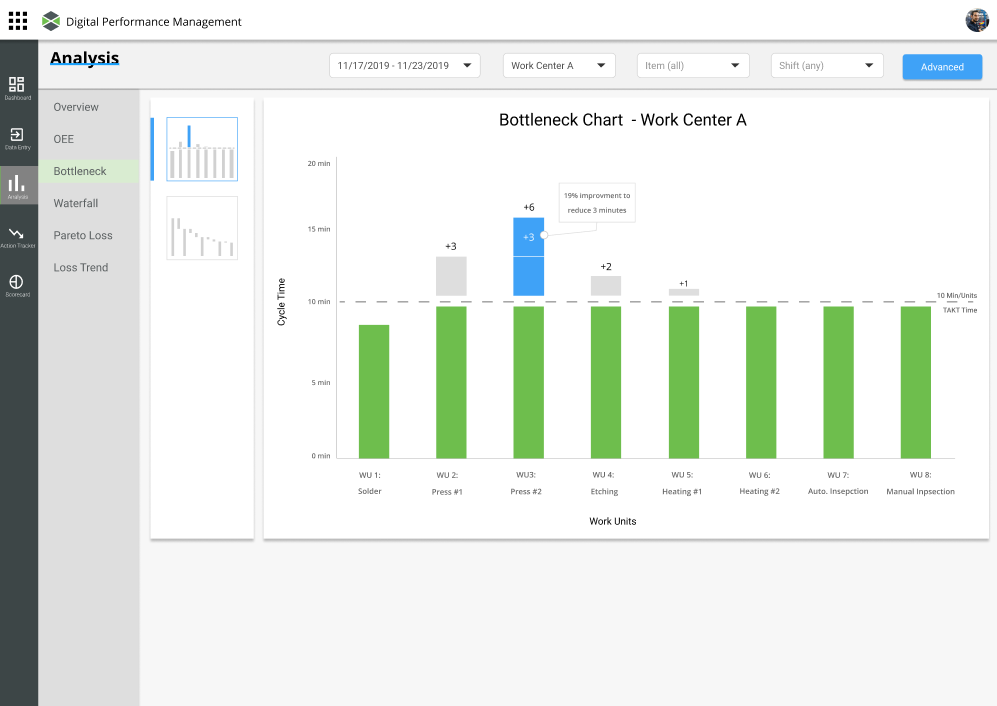 Digital Performance Management
Analysis
11/17/2019 - 11/23/2019
Work Center A
Item (all)
Shift (any)
Advanced
Dashboard
Data Entry
Analysis
Action Tracker
Scorecard
Overview
OEE
Bottleneck
Waterfall
Pareto Loss
Loss Trend
Bottleneck Chart - Work Center A
20 min
15 min
10 min
5 min
0 min
Cycle Time
+3
+6
+3
19% improvment to
reduce 3 minutes
+2
+1
10 Min/Units
TAKT Time
WU 1:
Solder
WU 2:
Press #1
WU3:
Press #2
WU 4:
Etching
WU 5:
Heating #1
WU 6:
Heating #2
WU 7:
Auto. Insepction
WU 8:
Manual Inpsection
Work Units